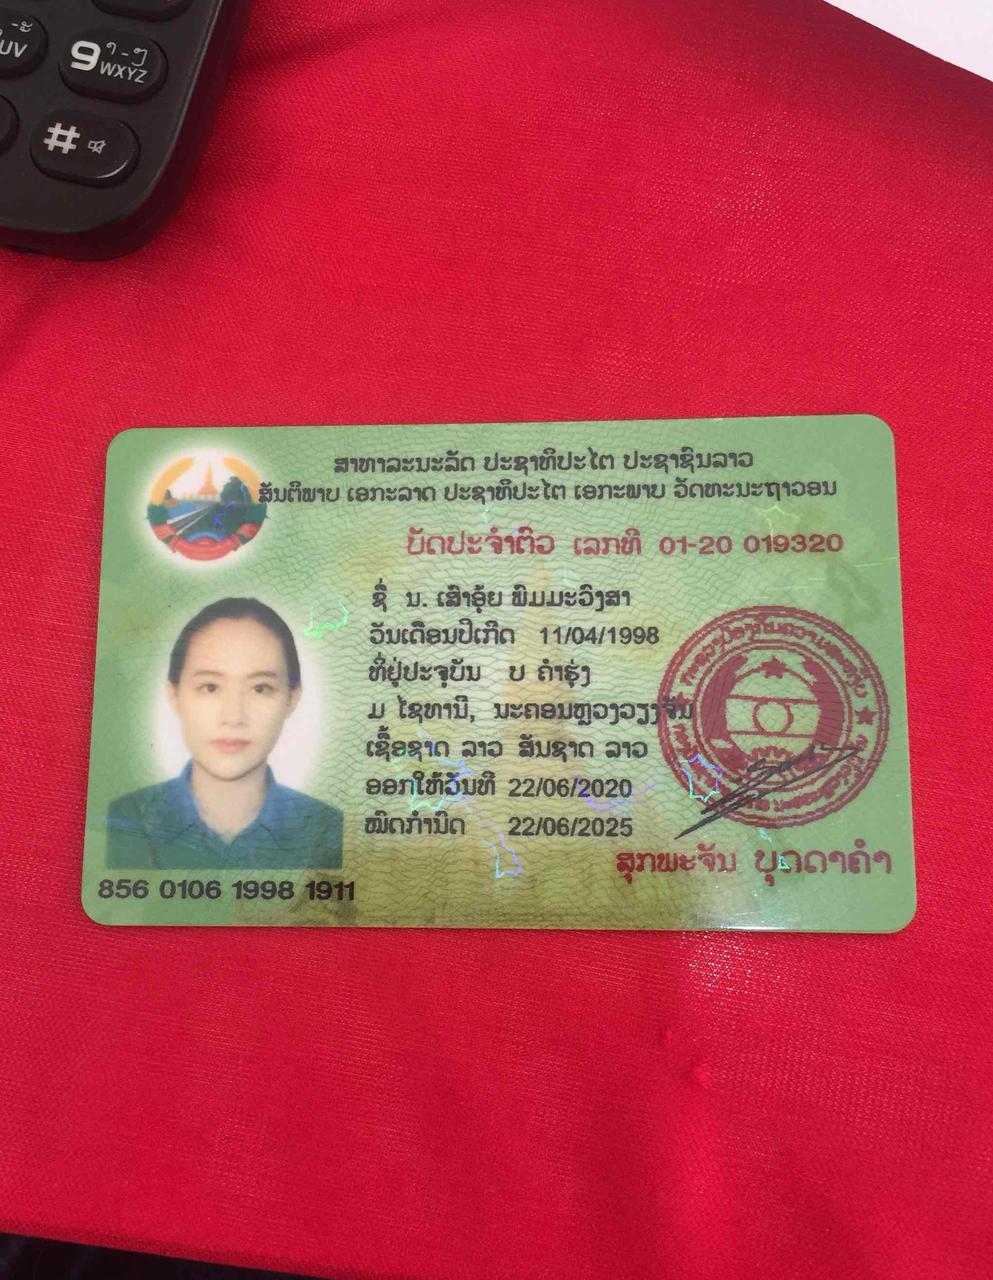 UV
9 WXYZ
#
ສາທາລະນະລັດ ປະຊາທິປະໄຕ ປະຊາຊົນລາວ
ສັນຕິພາບ ເອກະລາດ ປະຊາທິປະໄຕ ເອກະພາບ ວັດທະນະຖາວອນ
ບັດປະຈຳຕົວ ເລກທີ 01-20 019320
ຊື່ ນ. ເສົາອຸ້ຍ ພົມມະວົງສາ
ວັນເດືອນປີເກີດ 11/04/1998
ທີ່ຢູ່ປະຈຸບັນ ບ ຄຳຮຸ່ງ
ມ ໄຊທານີ, ນະຄອນຫຼວງວຽງຈັນ
ເຊື້ອຊາດ ລາວ ສັນຊາດ ລາວ
ອອກໃຫ້ວັນທີ 22/06/2020
ໝົດກຳນົດ 22/06/2025
ສຸກພະຈັນ ບຸດດາຄຳ
856 0106 1998 1911